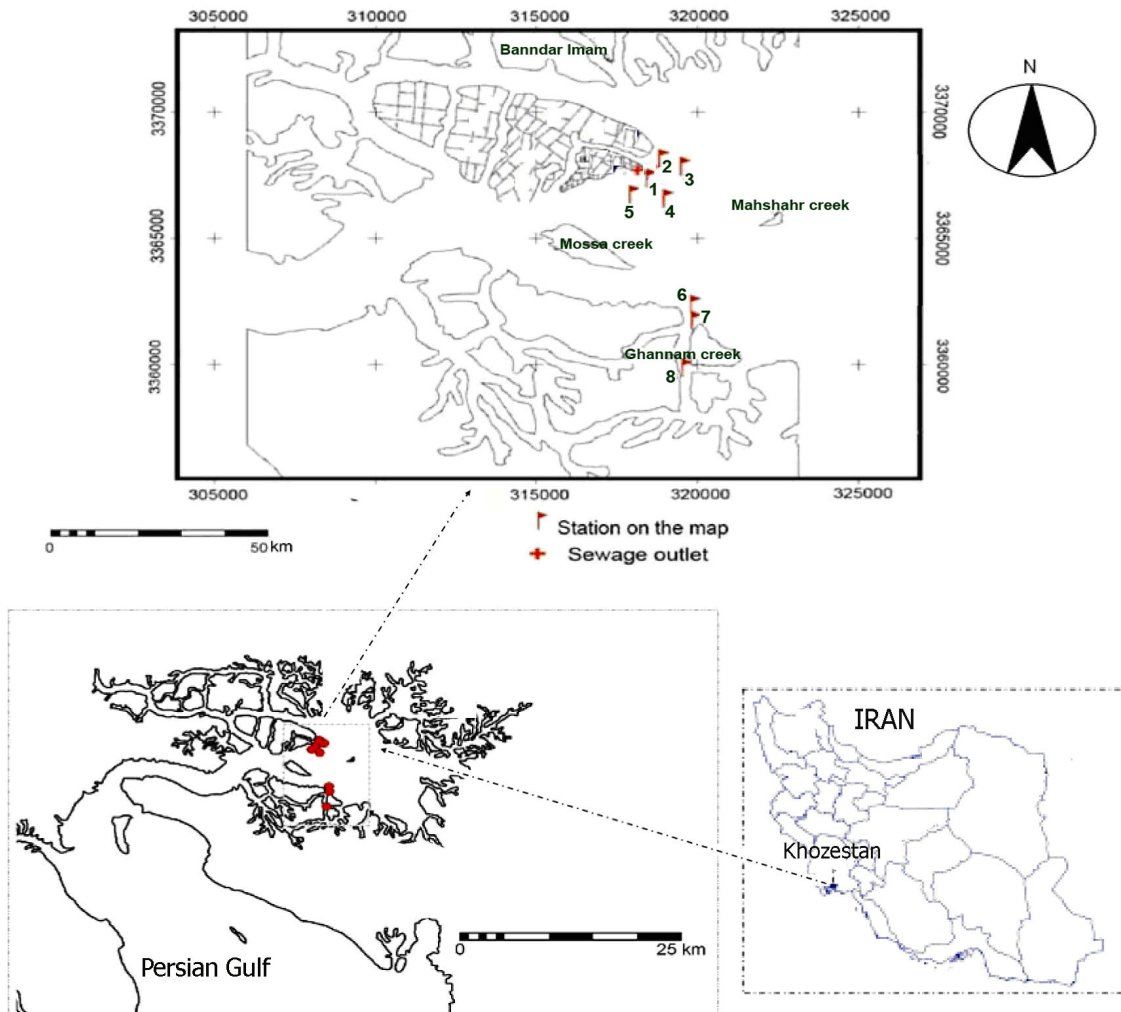 305000 310000 315000 320000 325000
Banndar Imam
N
3370000 3370000
2
3
1
5 4
Mahshahr creek
3365000 3365000
Mossa creek
6
7
Ghannam creek
3360000 3360000
8
305000 315000 320000 325000
Station on the map
0 50 km
Sewage outlet
IRAN
Khozestan
0 25 km
Persian Gulf